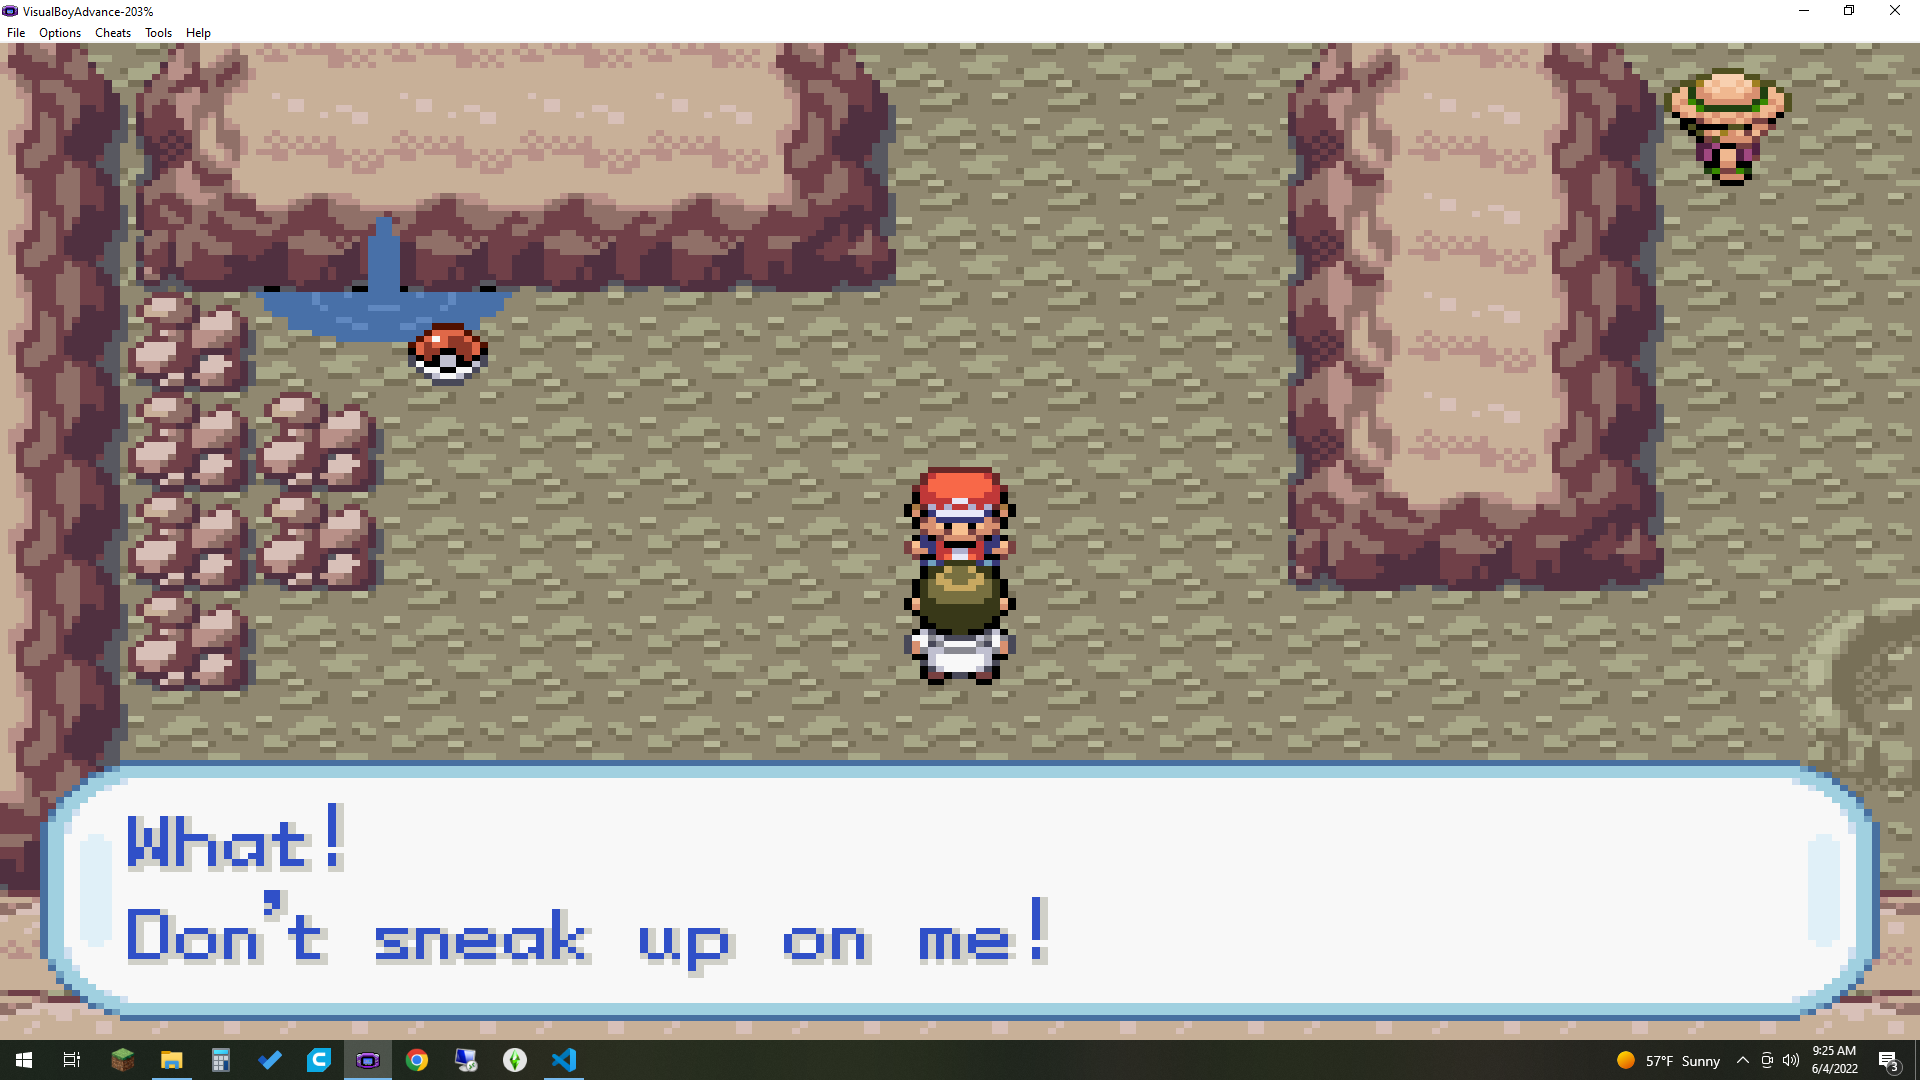 VisualBoyAdvance-203%
File Options Cheats Tools Help
What!
Don't sneak up on me!
57°F Sunny
9:25 AM
6/4/2022
3